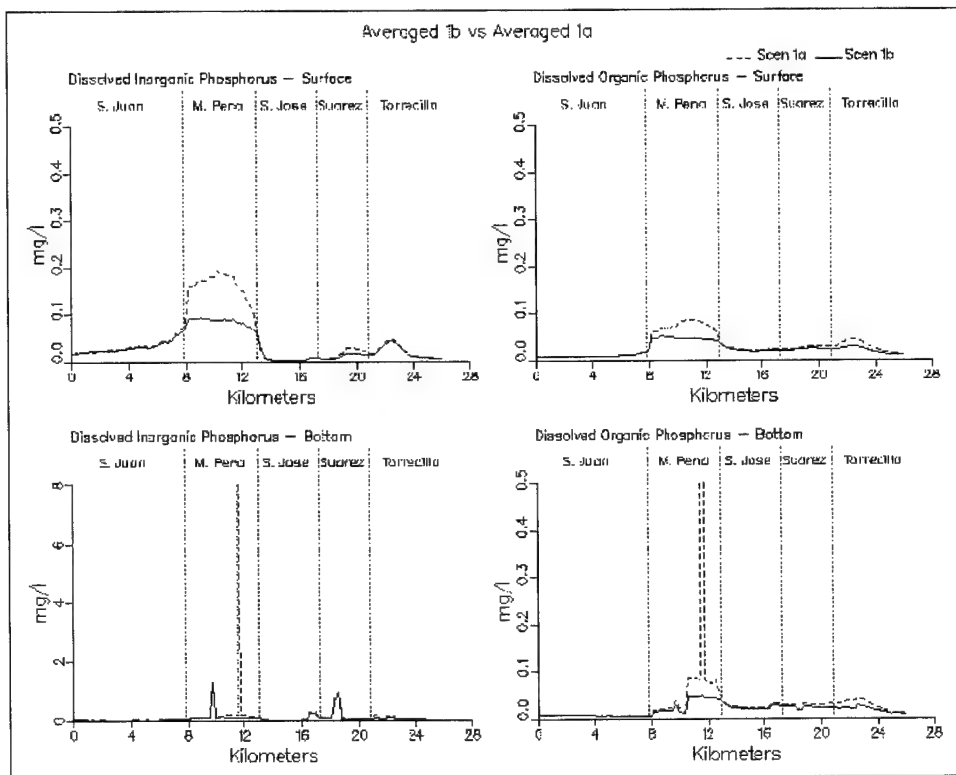 Averaged 1b vs Averaged 1a
--- Scen 1a — Scen 1b
Dissolved Inorganic Phosphorus — Surface
S. Juan M. Pena S. Jose Suarez Torrecilla
mg/l
0.0 0.1 0.2 0.3 0.4 0.5
0 4 8 12 16 20 24 28
Kilometers
Dissolved Organic Phosphorus — Surface
S. Juan M. Pena S. Jose Suarez Torrecilla
mg/l
0.0 0.1 0.2 0.3 0.4 0.5
0 4 8 12 16 20 24 28
Kilometers
Dissolved Inorganic Phosphorus — Bottom
S. Juan M. Pena S. Jose Suarez Torrecilla
mg/l
0 2 4 6 8
0 4 8 12 16 20 24 28
Kilometers
Dissolved Organic Phosphorus — Bottom
S. Juan M. Pena S. Jose Suarez Torrecilla
mg/l
0.0 0.1 0.2 0.3 0.4 0.5
0 4 8 12 16 20 24 28
Kilometers